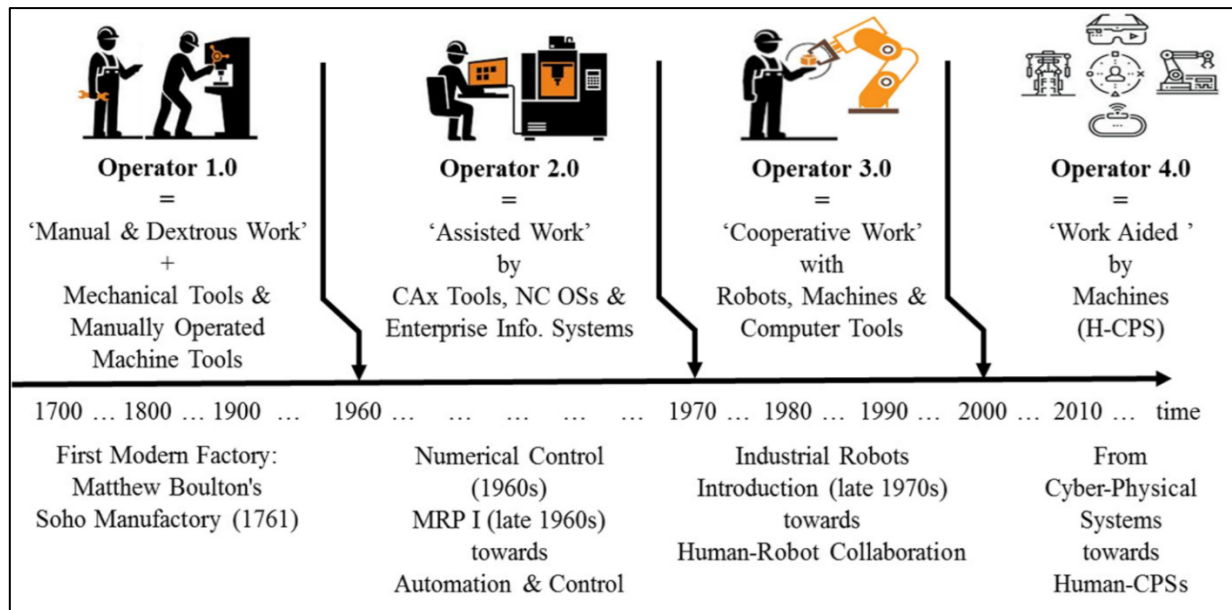 Operator 1.0
=
‘Manual & Dextrous Work’
+
Mechanical Tools &
Manually Operated
Machine Tools
Operator 2.0
=
‘Assisted Work’
by
CAx Tools, NC OSs &
Enterprise Info. Systems
Operator 3.0
=
‘Cooperative Work’
with
Robots, Machines &
Computer Tools
Operator 4.0
=
‘Work Aided ’
by
Machines
(H-CPS)
1700 … 1800 … 1900 … 1960 … … … … … 1970 … 1980 … 1990 … 2000 … 2010 … time
First Modern Factory:
Matthew Boulton's
Soho Manufactory (1761)
Numerical Control
(1960s)
MRP I (late 1960s)
towards
Automation & Control
Industrial Robots
Introduction (late 1970s)
towards
Human-Robot Collaboration
From
Cyber-Physical
Systems
towards
Human-CPSs